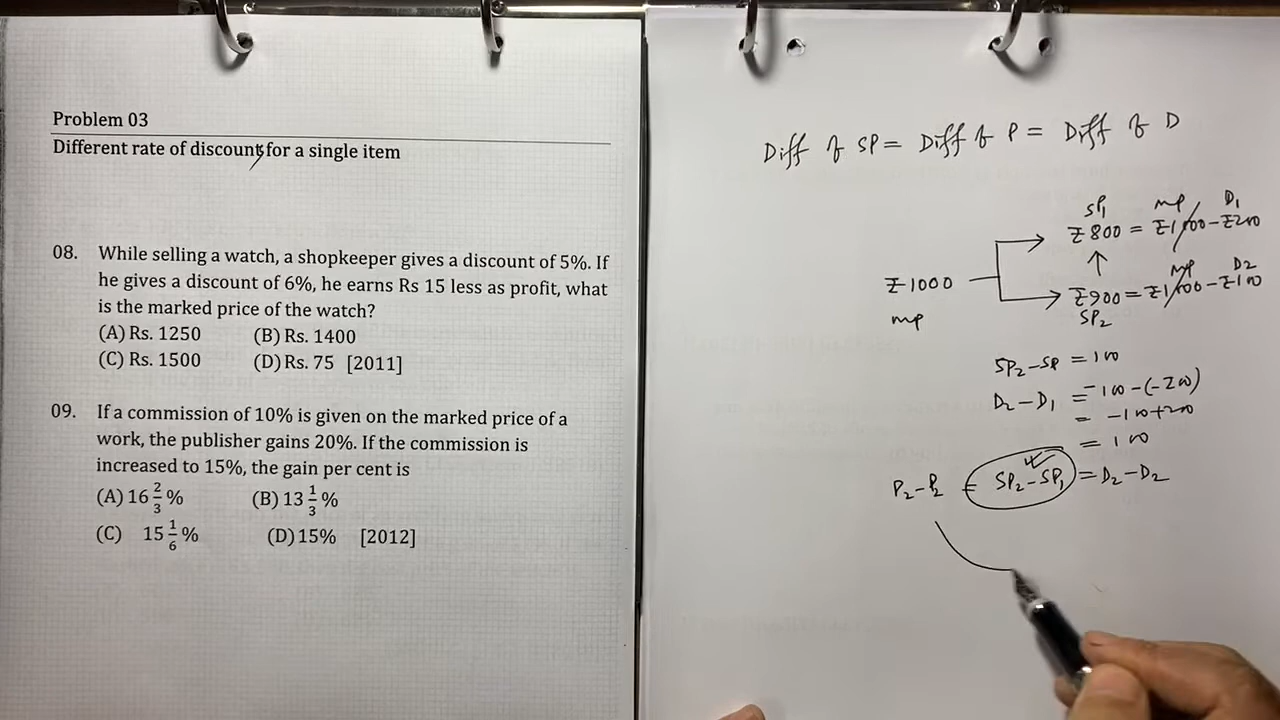 Problem 03
Different rate of discounts for a single item
08. While selling a watch, a shopkeeper gives a discount of 5%. If
he gives a discount of 6%, he earns Rs 15 less as profit, what
is the marked price of the watch?
(A) Rs. 1250 (B) Rs. 1400
(C) Rs. 1500 (D) Rs. 75 [2011]
09. If a commission of 10% is given on the marked price of a
work, the publisher gains 20%. If the commission is
increased to 15%, the gain per cent is
(A) 16 2/3 % (B) 13 1/3 %
(C) 15 1/6 % (D) 15% [2012]
Diff of SP = Diff of P = Diff of D
SP1 MP D1
₹800 = ₹1000 - ₹200
₹1000
MP
MP D2
₹900 = ₹1000 - ₹100
SP2
SP2 - SP = 100
D2 - D1 = -100 - (-200)
= -100 + 200
= 100
P2 - P2 = SP2 - SP1 = D2 - D2